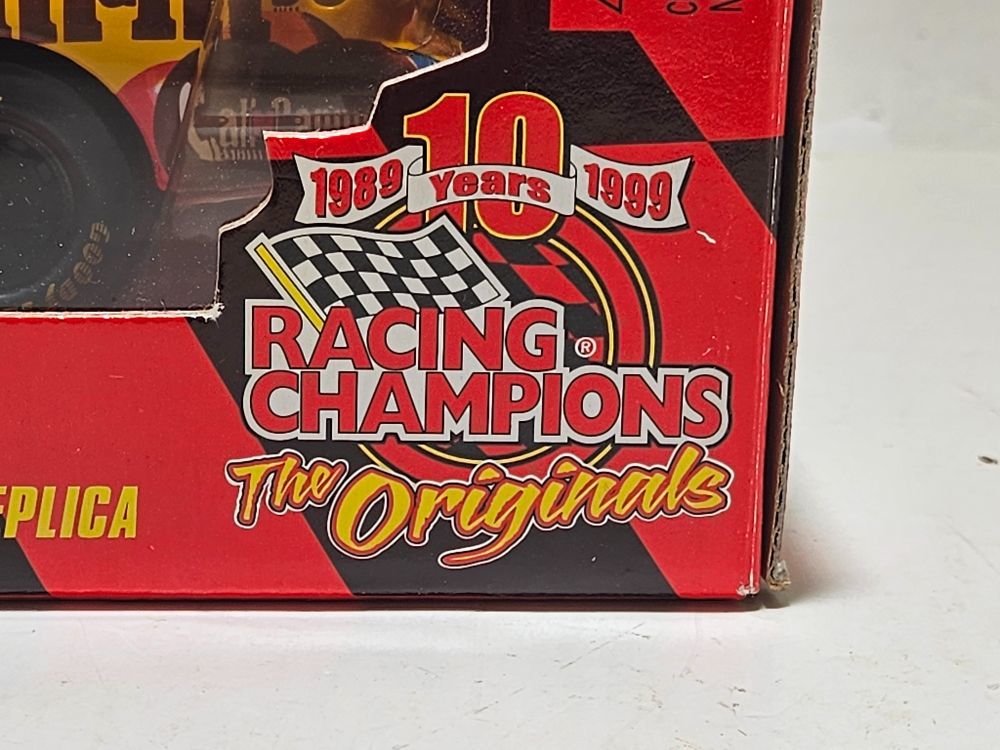 10
1989 Years 1999
RACING ®
CHAMPIONS
The Originals
EPLICA